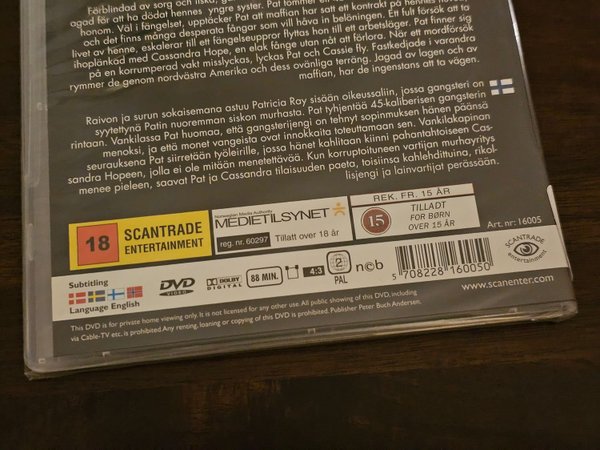 Förblindad av sorg och ilska,
agad för att ha dödat hennes yngre syster. Pat tömmer
honom. Väl i fängelset, upptäcker Pat att maffian har satt ett kontrakt på hennes
och det finns många desperata fångar som vill håva in belöningen. Ett fullt försök att ta
livet av henne, eskalerar till ett fängelseuppror flyttas hon till ett arbetsläger. Pat finner sig
ihoplänkad med Cassandra Hope, en elak fånge utan nåt att förlora. När ett mordförsök
på en korrumperad vakt misslyckas, lyckas Pat och Cassie fly. Fastkedjade i varandra
rymmer de genom nordvästra Amerika och dess ovänliga terräng. Jagad av lagen och av
maffian, har de ingenstans att ta vägen.
Raivon ja surun sokaisemana astuu Patricia Ray sisään oikeussaliin, jossa gangsteri on
syytettynä Patin nuoremman siskon murhasta. Pat tyhjentää 45-kaliberisen gangsterin
rintaan. Vankilassa Pat huomaa, että gangsterijengi on tehnyt sopinmuksen hänen päänsä
menoksi, ja että monet vangeista ovat innokkaita toteuttamaan sen. Vankilakapinan
seurauksena Pat siirretään työleirille, jossa hänet kahlitaan kiinni pahantahtoiseen Cas-
sandra Hopeen, jolla ei ole mitään menetettävää. Kun korruptoituneen vartijan murhayritys
menee pieleen, saavat Pat ja Cassandra tilaisuuden paeta, toisiinsa kahlehdittuina, rikol-
lisjengi ja lainvartijat perässään.
18 SCANTRADE
ENTERTAINMENT
Norwegian Media Authority
MEDIETILSYNET
reg. nr. 60297 Tillatt over 18 år
REK. FR. 15 ÅR
15 TILLADT
FOR BØRN
OVER 15 ÅR
Art. nr: 16005
SCANTRADE
entertainment
Subtitling
Language English
DVD
VIDEO
DOLBY
DIGITAL
88 MIN.
4:3
2
PAL
ncb
5 708228 160050
www.scanenter.com
This DVD is for private home viewing only. It is not licensed for any other use. All public showing of this DVD, including
via Cable-TV etc. is prohibited. Any renting, loaning or copying of this DVD is prohibited. Publisher Peter Buch Andersen.